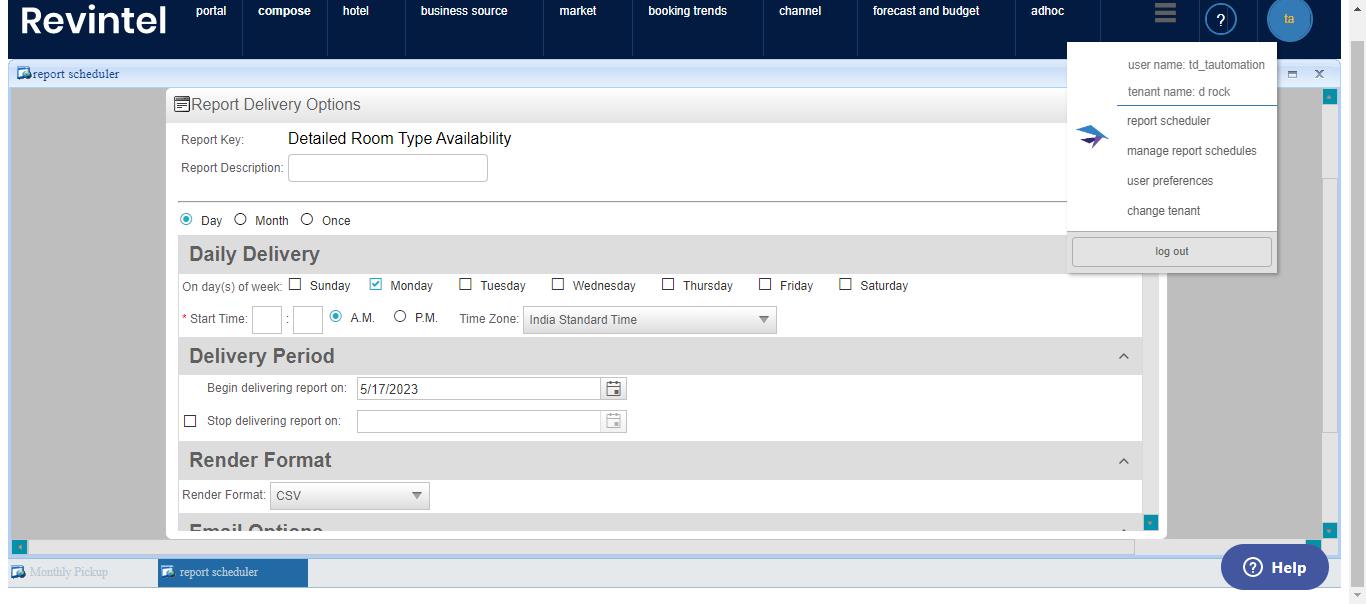 Revintel portal compose hotel business source market booking trends channel forecast and budget adhoc ? ta
report scheduler
user name: td_tautomation
tenant name: d rock
report scheduler
manage report schedules
user preferences
change tenant
log out
Report Delivery Options
Report Key: Detailed Room Type Availability
Report Description:
Day Month Once
Daily Delivery
On day(s) of week: Sunday Monday Tuesday Wednesday Thursday Friday Saturday
* Start Time: : A.M. P.M. Time Zone: India Standard Time
Delivery Period
Begin delivering report on: 5/17/2023
Stop delivering report on:
Render Format
Render Format: CSV
Email Options
Monthly Pickup report scheduler
? Help